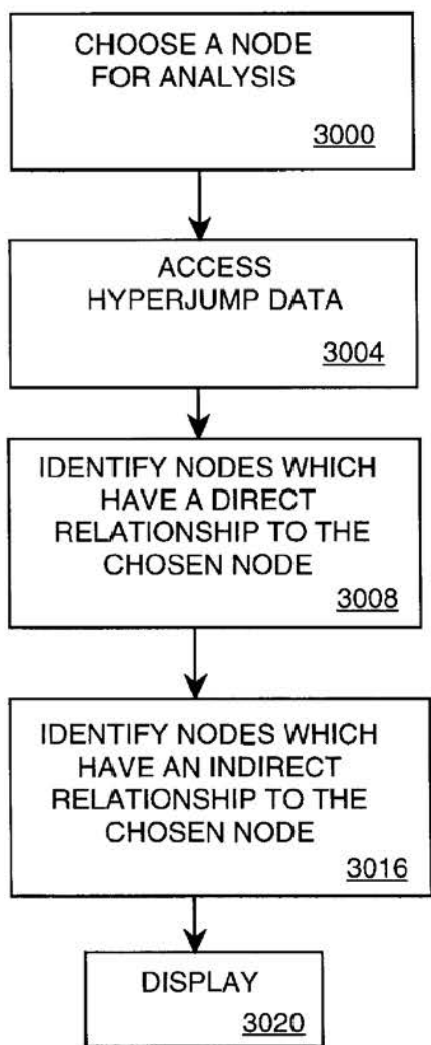 CHOOSE A NODE
FOR ANALYSIS
3000
ACCESS
HYPERJUMP DATA
3004
IDENTIFY NODES WHICH
HAVE A DIRECT
RELATIONSHIP TO THE
CHOSEN NODE
3008
IDENTIFY NODES WHICH
HAVE AN INDIRECT
RELATIONSHIP TO THE
CHOSEN NODE
3016
DISPLAY
3020